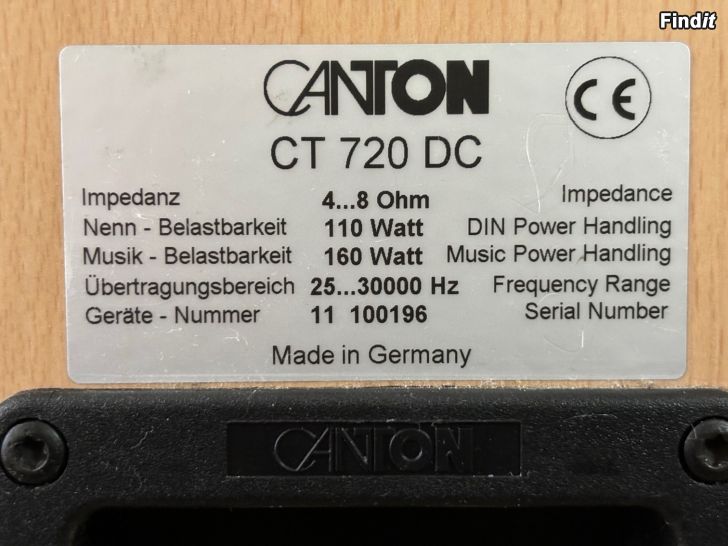 Findit
CANTON
CE
CT 720 DC
Impedanz 4...8 Ohm Impedance
Nenn - Belastbarkeit 110 Watt DIN Power Handling
Musik - Belastbarkeit 160 Watt Music Power Handling
Übertragungsbereich 25...30000 Hz Frequency Range
Geräte - Nummer 11 100196 Serial Number
Made in Germany
CANTON